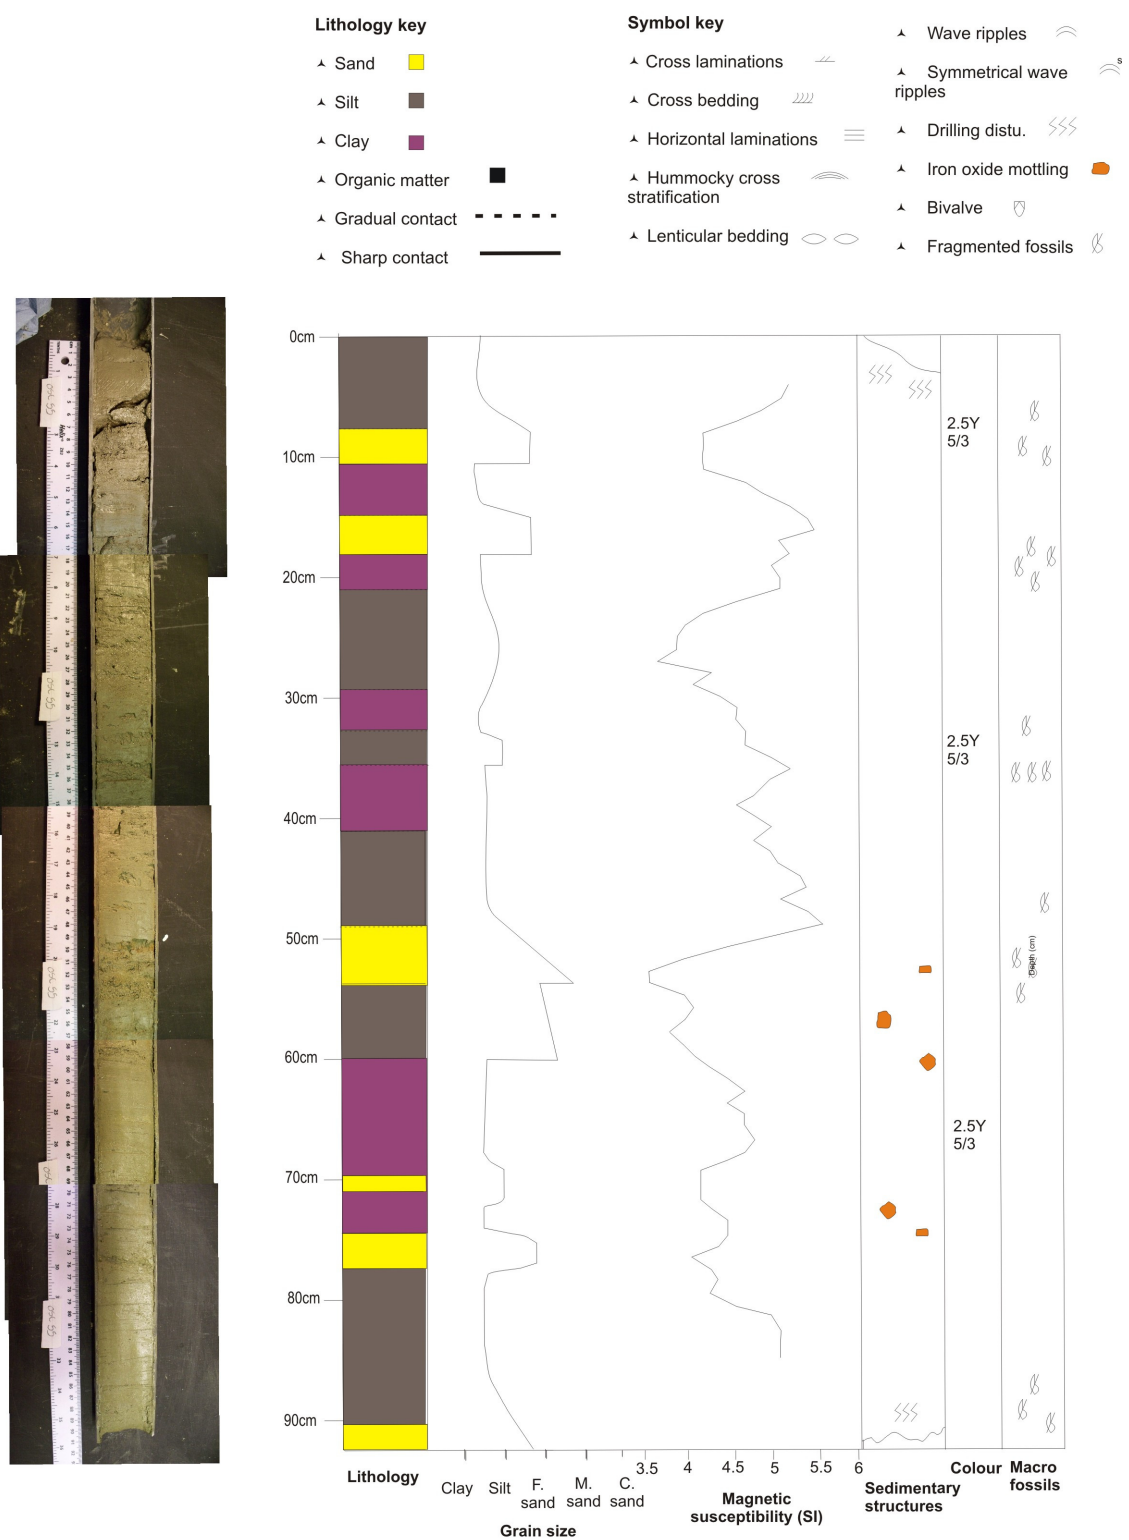 Lithology key
Sand
Silt
Clay
Organic matter
Gradual contact
Sharp contact
Symbol key
Cross laminations
Cross bedding
Horizontal laminations
Hummocky cross
stratification
Lenticular bedding
Wave ripples
Symmetrical wave
ripples
s
Drilling distu.
Iron oxide mottling
Bivalve
Fragmented fossils
0cm
10cm
20cm
30cm
40cm
50cm
60cm
70cm
80cm
90cm
2.5Y
5/3
2.5Y
5/3
2.5Y
5/3
Depth (cm)
Lithology
Clay
Silt
F.
sand
M.
sand
C.
sand
Grain size
3.5
4
4.5
5
5.5
6
Magnetic
susceptibility (SI)
Sedimentary
structures
Colour
Macro
fossils